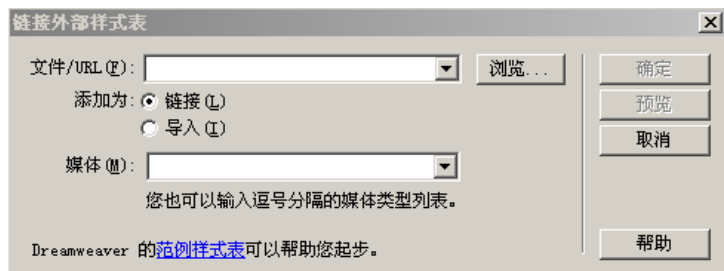 链接外部样式表
文件/URL(F): 浏览... 确定
添加为: 链接(L) 预览
导入(I) 取消
媒体(M):
您也可以输入逗号分隔的媒体类型列表。
Dreamweaver 的范例样式表可以帮助您起步。 帮助